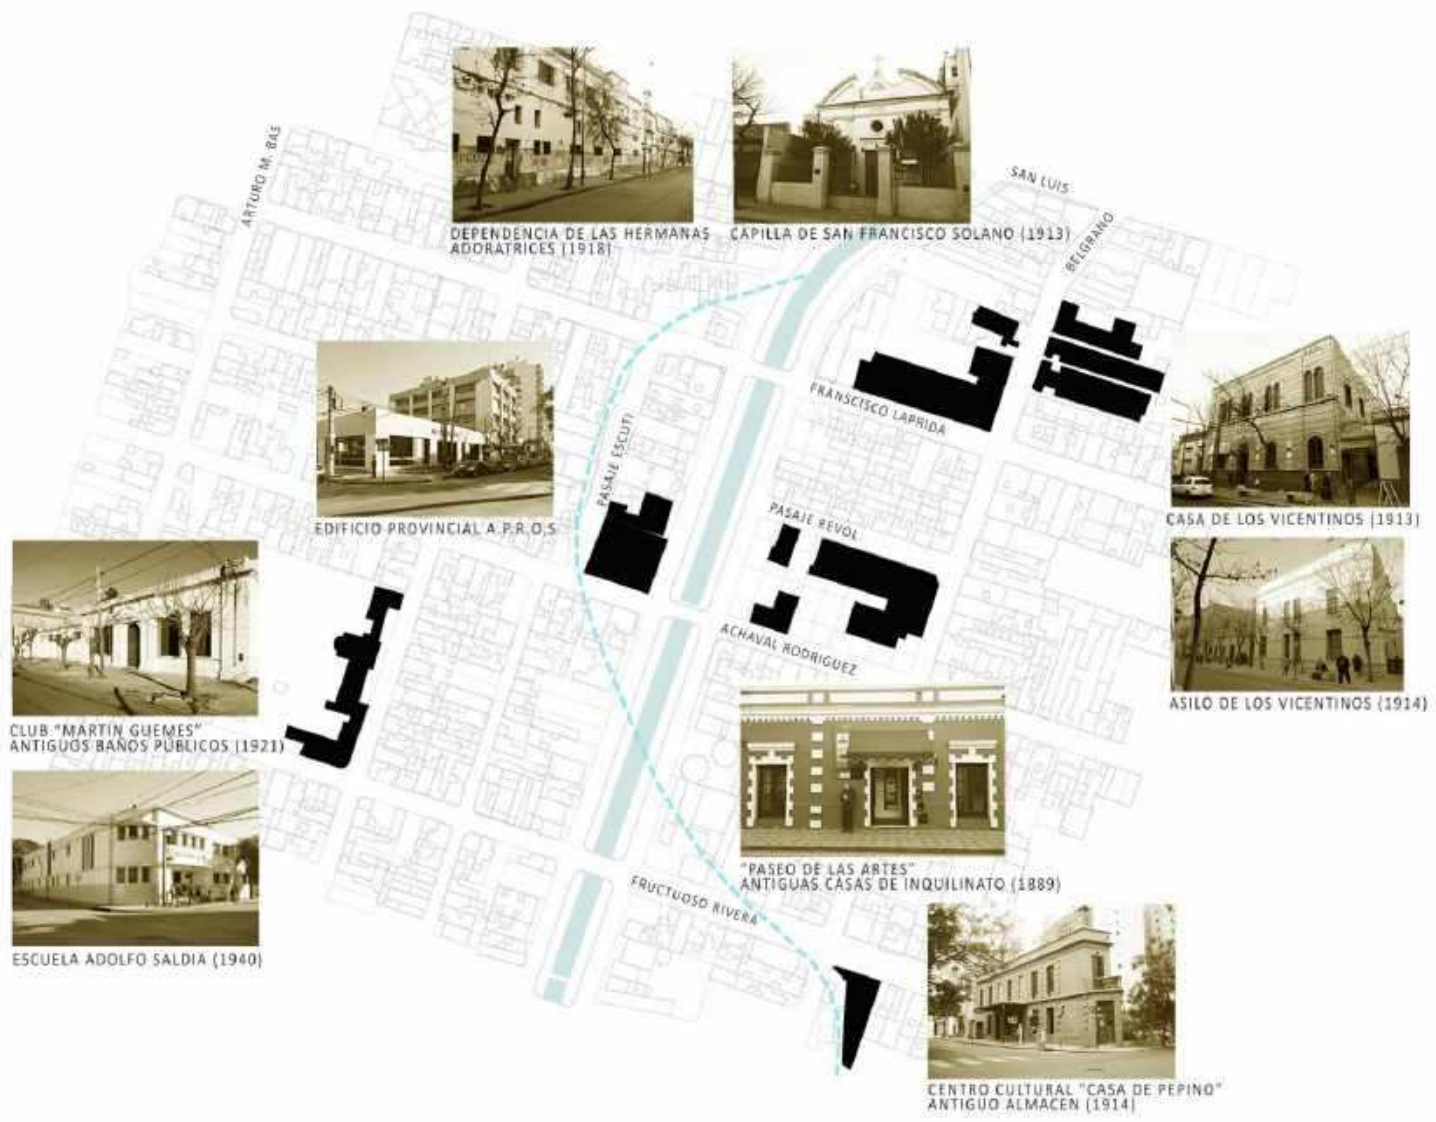 ARTURO M. BAS
SAN LUIS
BELGRANO
DEPENDENCIA DE LAS HERMANAS
ADORATRICES (1918)
CAPILLA DE SAN FRANCISCO SOLANO (1913)
FRANSCISCO LAPRIDA
PASAJE ESCUTI
EDIFICIO PROVINCIAL A.P.R.O.S
PASAJE REVOL
CASA DE LOS VICENTINOS (1913)
ACHAVAL RODRIGUEZ
ASILO DE LOS VICENTINOS (1914)
CLUB "MARTIN GUEMES"
ANTIGUOS BAÑOS PÚBLICOS (1921)
"PASEO DE LAS ARTES"
ANTIGUAS CASAS DE INQUILINATO (1889)
FRUCTUOSO RIVERA
ESCUELA ADOLFO SALDIA (1940)
CENTRO CULTURAL "CASA DE PEPINO"
ANTIGUO ALMACEN (1914)